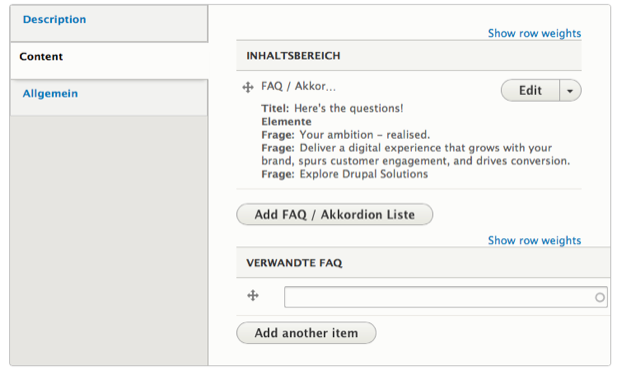 Description
Content
Allgemein
Show row weights
INHALTSBEREICH
FAQ / Akkor...
Edit
Titel: Here's the questions!
Elemente
Frage: Your ambition – realised.
Frage: Deliver a digital experience that grows with your
brand, spurs customer engagement, and drives conversion.
Frage: Explore Drupal Solutions
Add FAQ / Akkordion Liste
Show row weights
VERWANDTE FAQ
Add another item